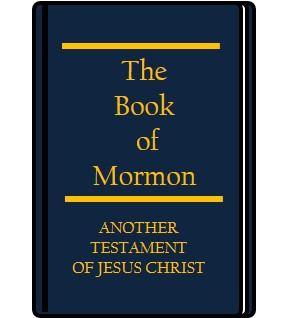 The
Book
of
Mormon
ANOTHER
TESTAMENT
OF JESUS CHRIST